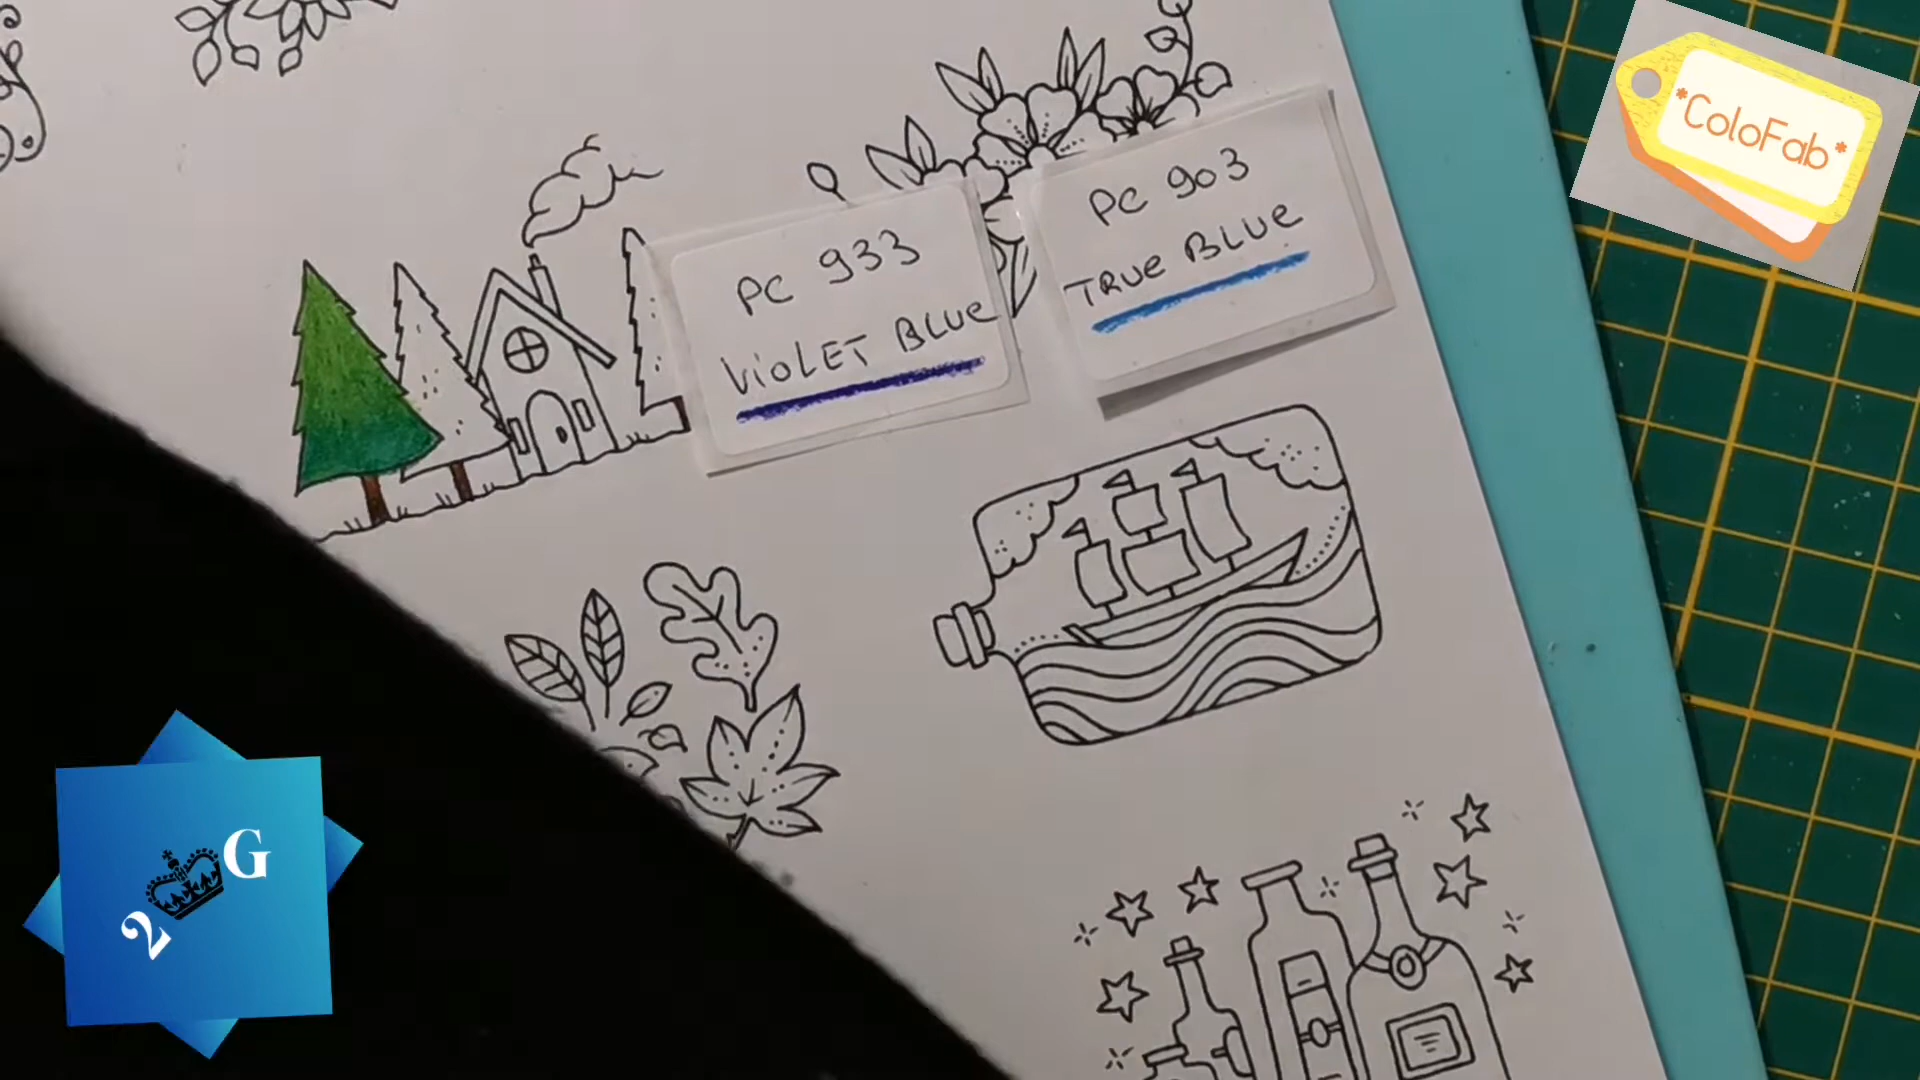 PC 933
VIOLET BLUE
PC 903
TRUE BLUE
*ColoFab*
2 G